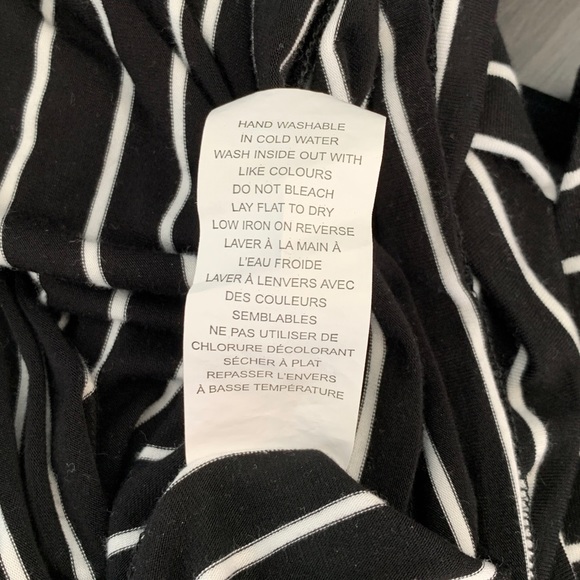 HAND WASHABLE
IN COLD WATER
WASH INSIDE OUT WITH
LIKE COLOURS
DO NOT BLEACH
LAY FLAT TO DRY
LOW IRON ON REVERSE
LAVER À LA MAIN À
L'EAU FROIDE
LAVER À LENVERS AVEC
DES COULEURS
SEMBLABLES
NE PAS UTILISER DE
CHLORURE DÉCOLORANT
SÉCHER À PLAT
REPASSER L'ENVERS
À BASSE TEMPÉRATURE